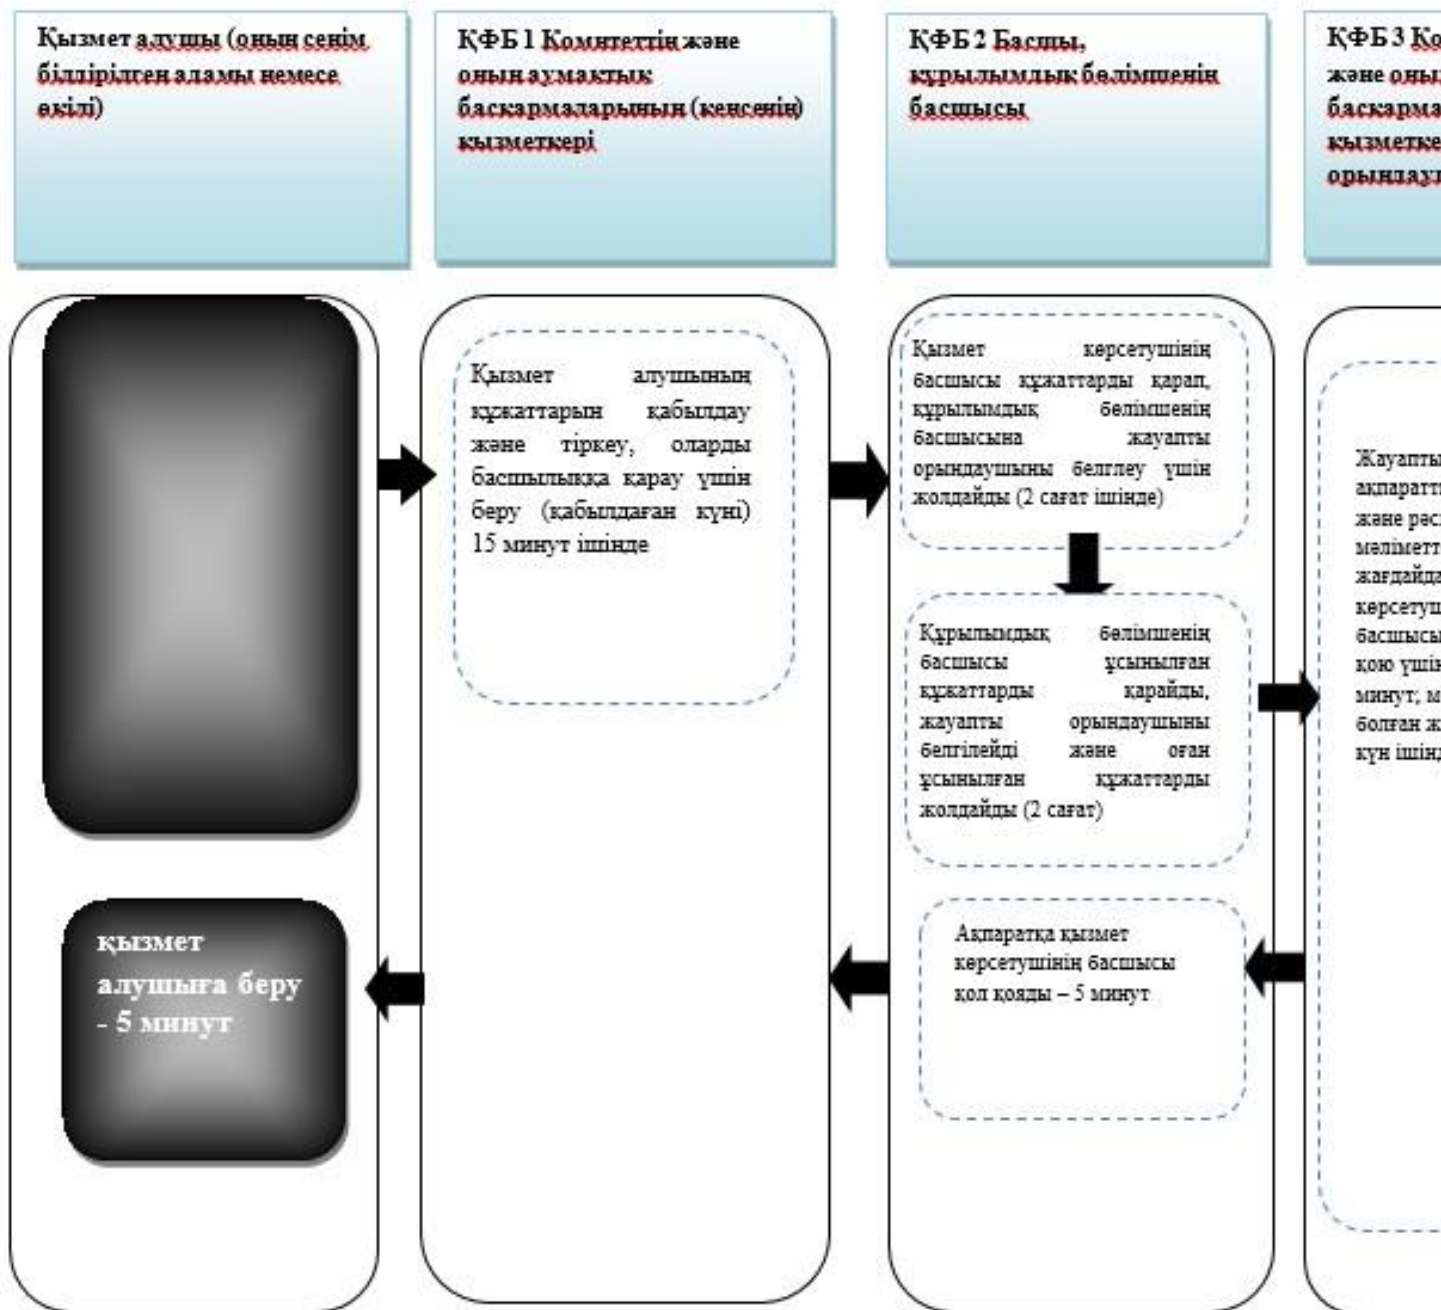 Қызмет алушы (оның сенім
білдірілген адамы немесе
өкілі)
ҚФБ 1 Комитеттің және
оның аумақтық
басқармаларының (кеңсенің)
қызметкері
ҚФБ 2 Басшы,
құрылымдық бөлімшенің
басшысы
ҚФБ 3 Ко
және оның
басқарма
қызметке
орындауш
Қызмет алушының
құжаттарын қабылдау
және тіркеу, оларды
басшылыққа қарау үшін
беру (қабылдаған күні)
15 минут ішінде
Қызмет көрсетушінің
басшысы құжаттарды қарап,
құрылымдық бөлімшенің
басшысына жауапты
орындаушыны белглеу үшін
жолдайды (2 сағат ішінде)
Құрылымдық бөлімшенің
басшысы ұсынылған
құжаттарды қарайды,
жауапты орындаушыны
белгілейді және оған
ұсынылған құжаттарды
жолдайды (2 сағат)
Жауапты
ақпаратт
және рәс
мәліметт
жағдайда
көрсетуш
басшысы
қою үшін
минут; м
болған ж
күн ішінд
қызмет
алушыға беру
- 5 минут
Ақпаратқа қызмет
көрсетушінің басшысы
қол қояды – 5 минут